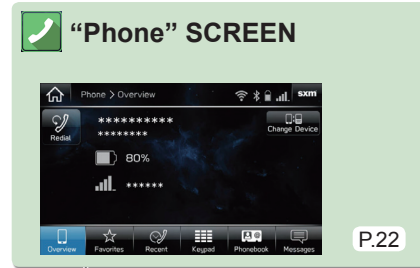 “Phone” SCREEN
Phone > Overview
sxm
Redial
**********
********
Change Device
80%
******
Overview Favorites Recent Keypad Phonebook Messages
P.22